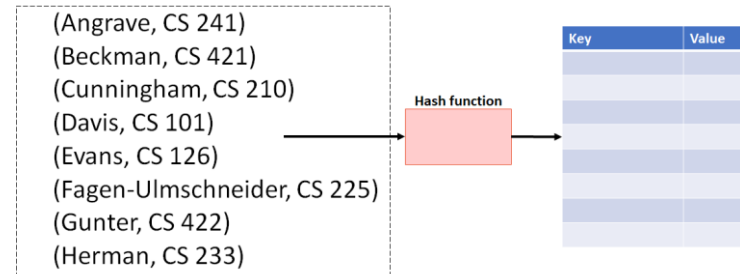 (Angrave, CS 241)
(Beckman, CS 421)
(Cunningham, CS 210)
(Davis, CS 101)
(Evans, CS 126)
(Fagen-Ulmschneider, CS 225)
(Gunter, CS 422)
(Herman, CS 233)
Hash function
Key Value